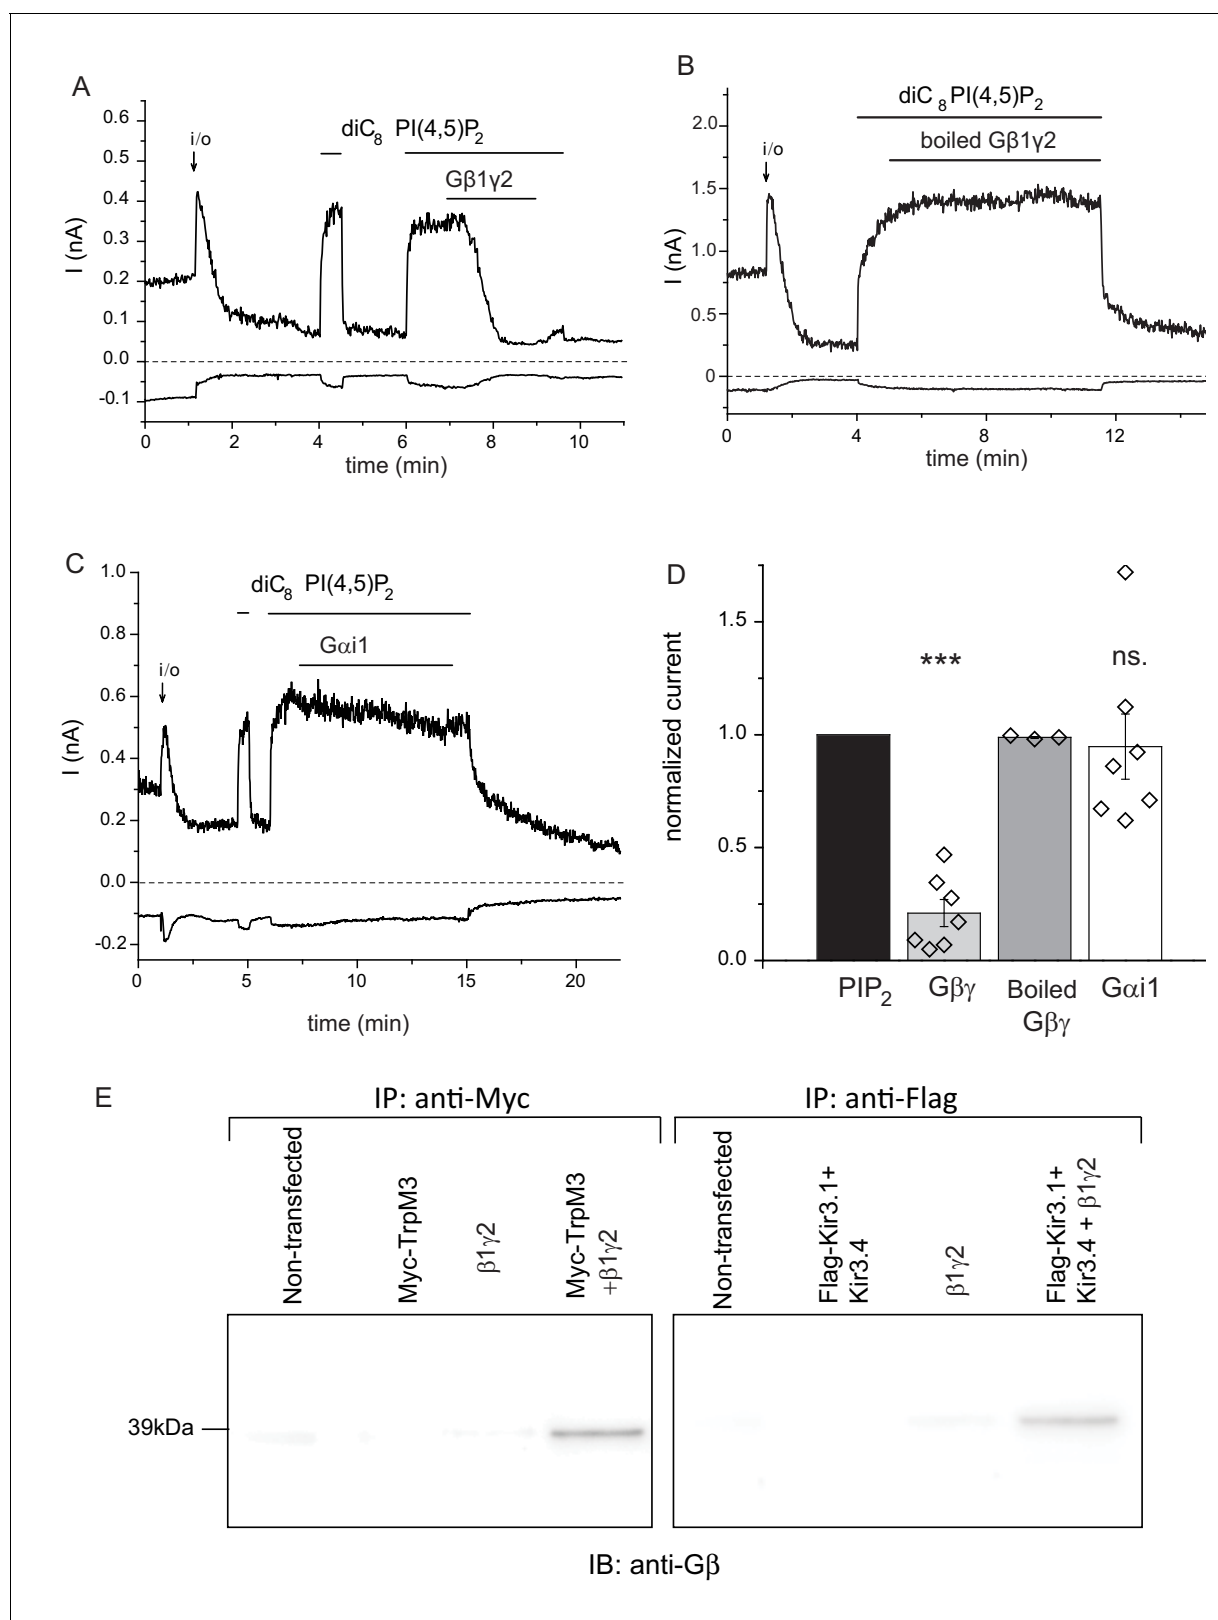 A
0.6
0.5
0.4
0.3
0.2
0.1
0.0
-0.1
I (nA)
i/o
diC8 PI(4,5)P2
Gβ1γ2
0 2 4 6 8 10
time (min)
B
2.0
1.5
1.0
0.5
0
I (nA)
i/o
diC8 PI(4,5)P2
boiled Gβ1γ2
0 4 8 12
time (min)
C
1.0
0.8
0.6
0.4
0.2
0.0
-0.2
I (nA)
i/o
diC8 PI(4,5)P2
Gαi1
0 5 10 15 20
time (min)
D
1.5
1.0
0.5
0.0
normalized current
***
ns.
PIP2 Gβγ Boiled Gαi1
Gβγ
E
IP: anti-Myc
IP: anti-Flag
Non-transfected
Myc-TrpM3
β1γ2
Myc-TrpM3
+β1γ2
Non-transfected
Flag-Kir3.1+
Kir3.4
β1γ2
Flag-Kir3.1+
Kir3.4 + β1γ2
39kDa
IB: anti-Gβ